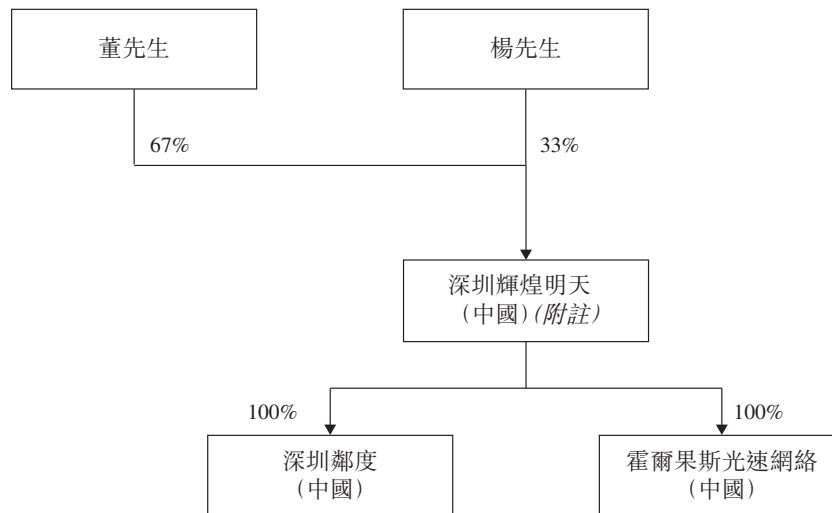 董先生
楊先生
67%
33%
深圳輝煌明天
（中國）(附註）
100%
100%
深圳鄰度
（中國）
霍爾果斯光速網絡
（中國）